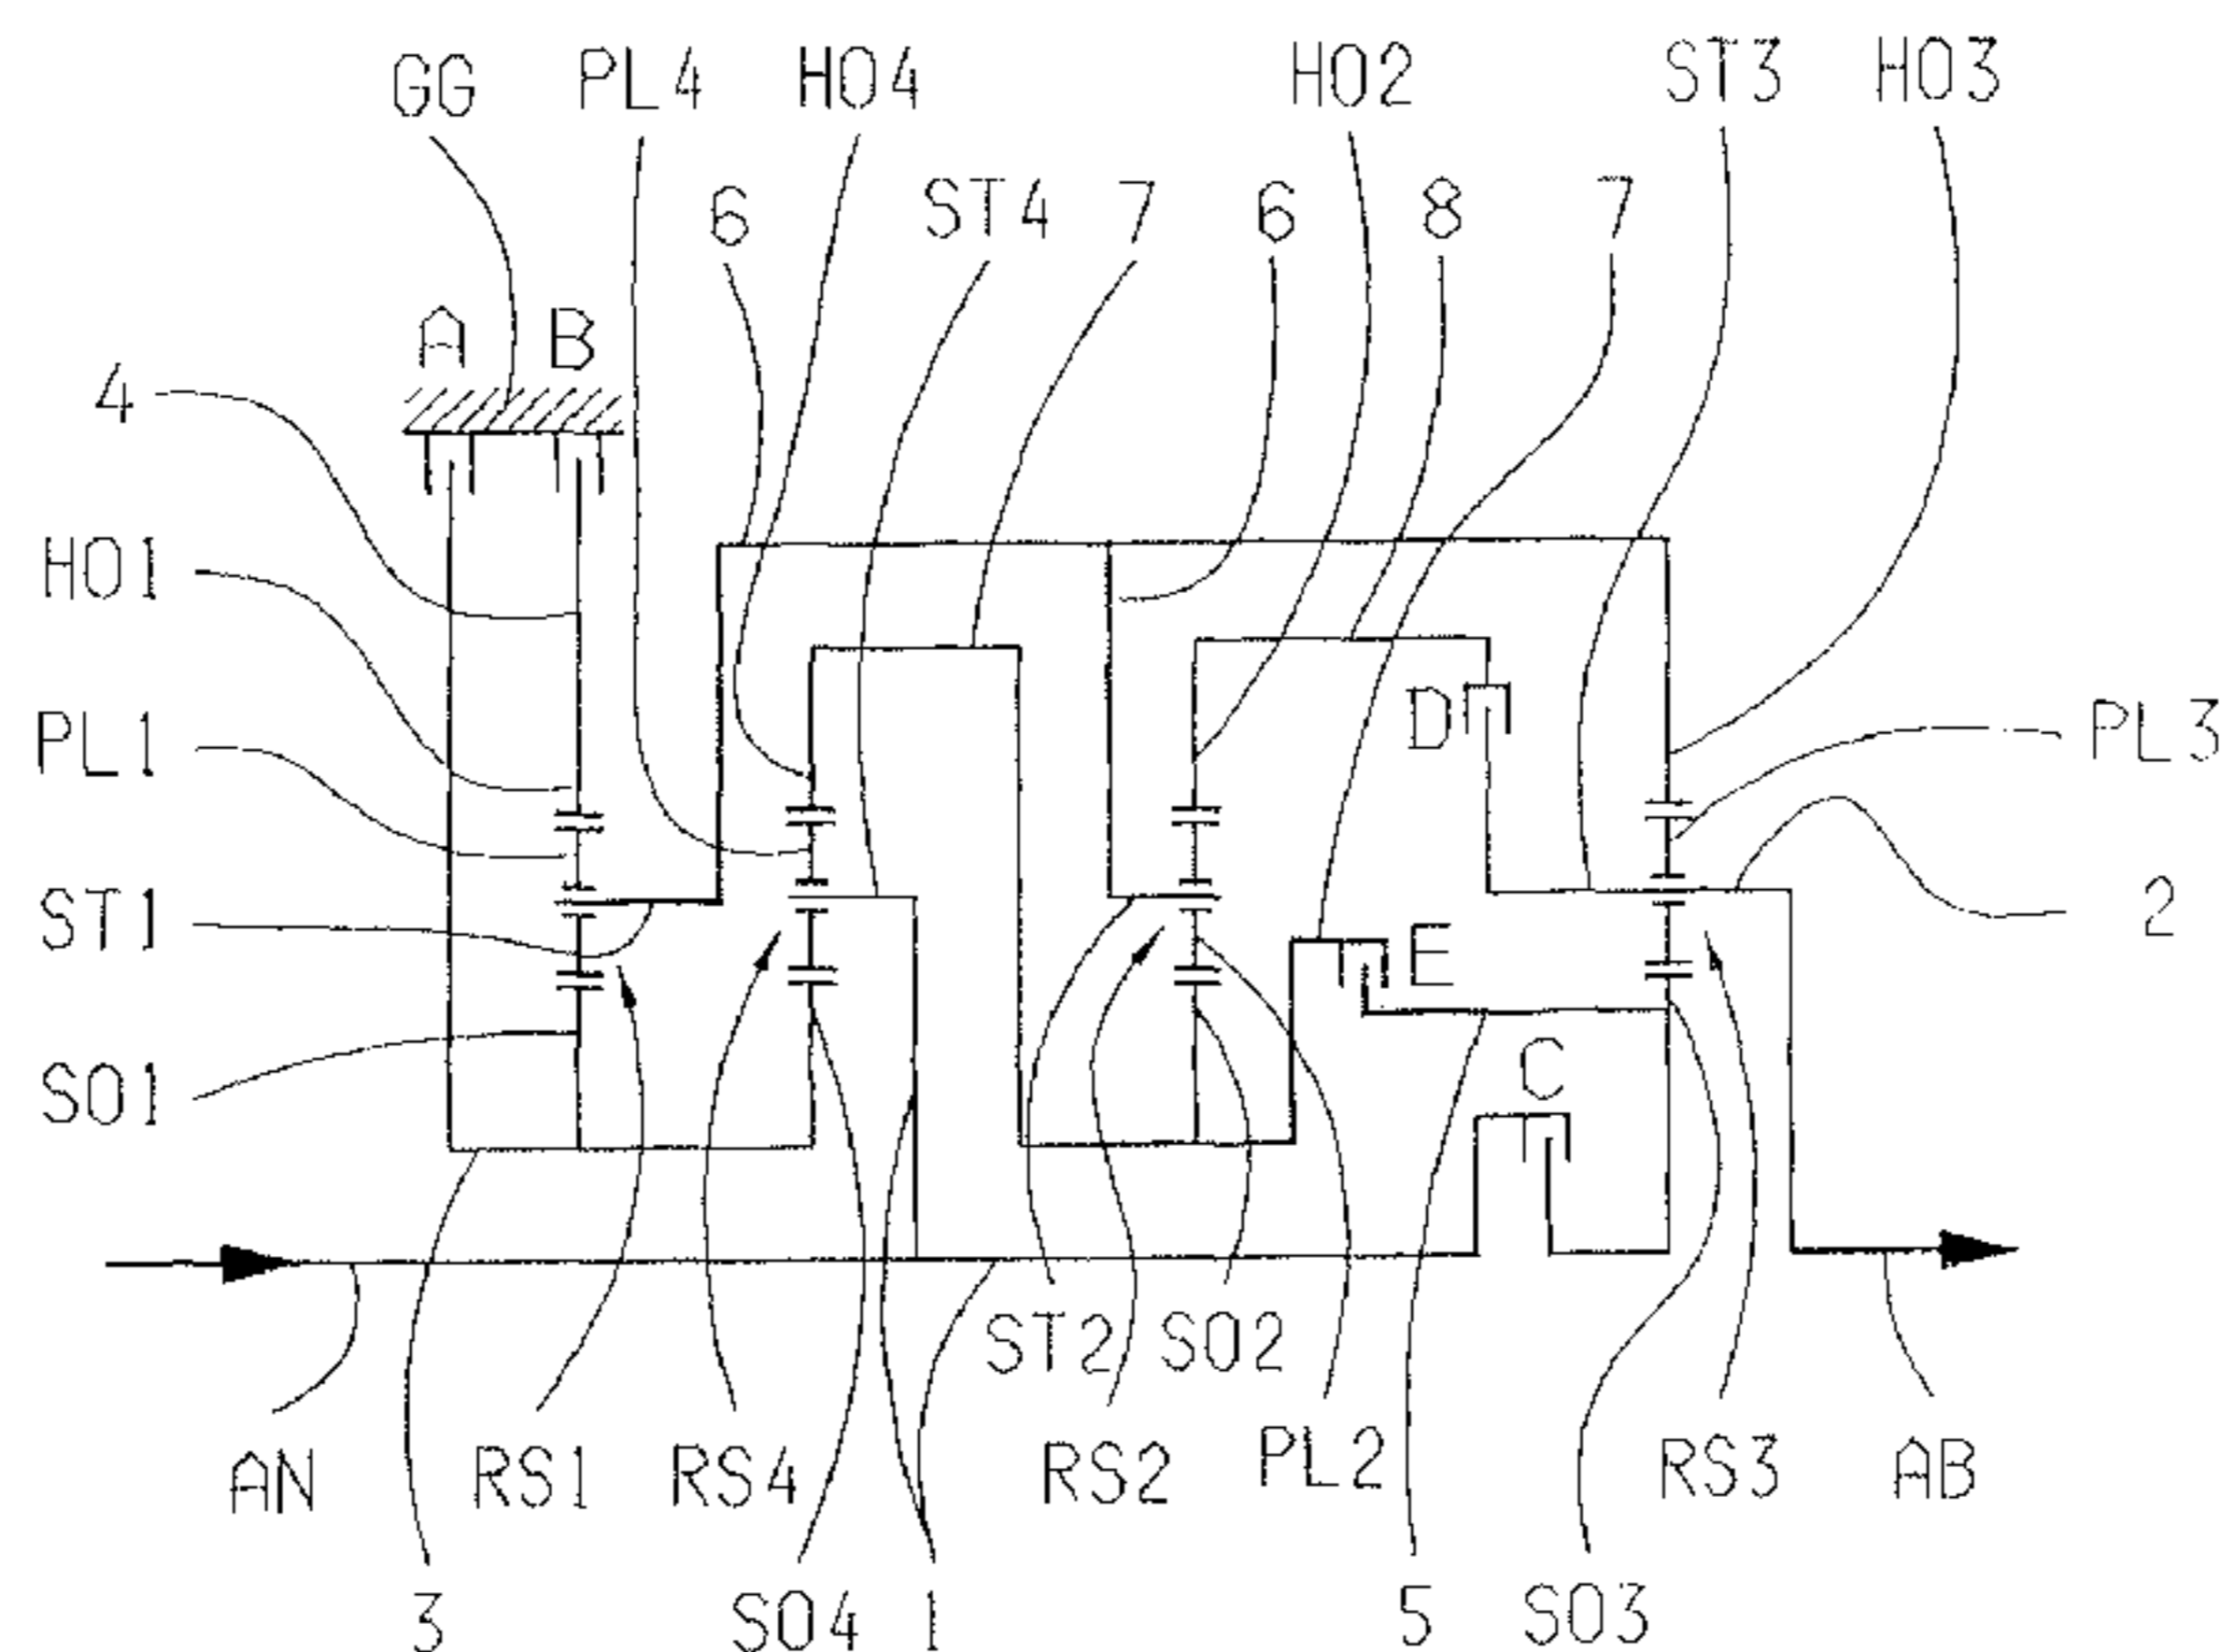 GG PL4 HO4 HO2 ST3 HO3
6 ST4 7 6 8 7
A B
4
HO1
PL1 D PL3
ST1 E 2
SO1 C
ST2 SO2
AN RS1 RS4 RS2 PL2 RS3 AB
3 SO4 1 5 SO3